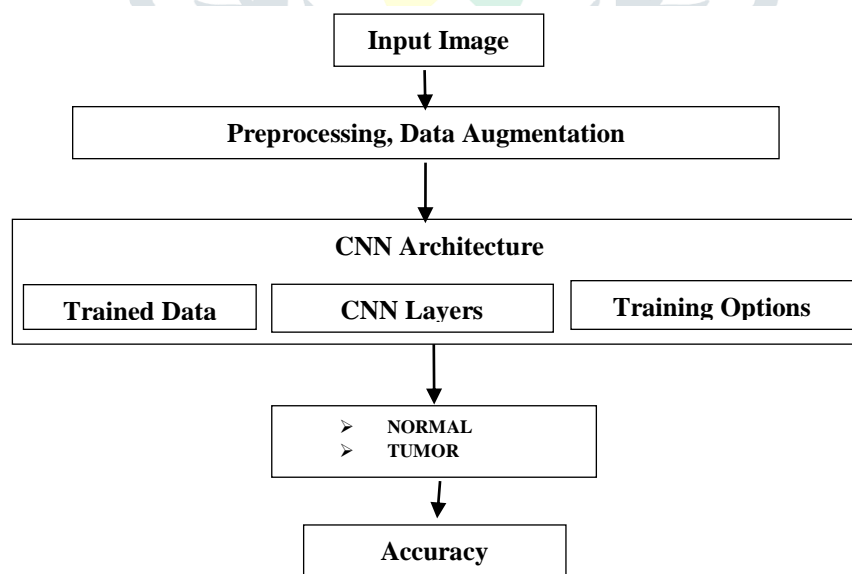 Input Image
Preprocessing, Data Augmentation
CNN Architecture
Trained Data
CNN Layers
Training Options
➢ NORMAL
➢ TUMOR
Accuracy